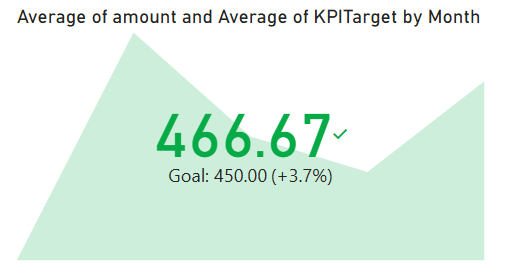 Average of amount and Average of KPITarget by Month
466.67✓
Goal: 450.00 (+3.7%)